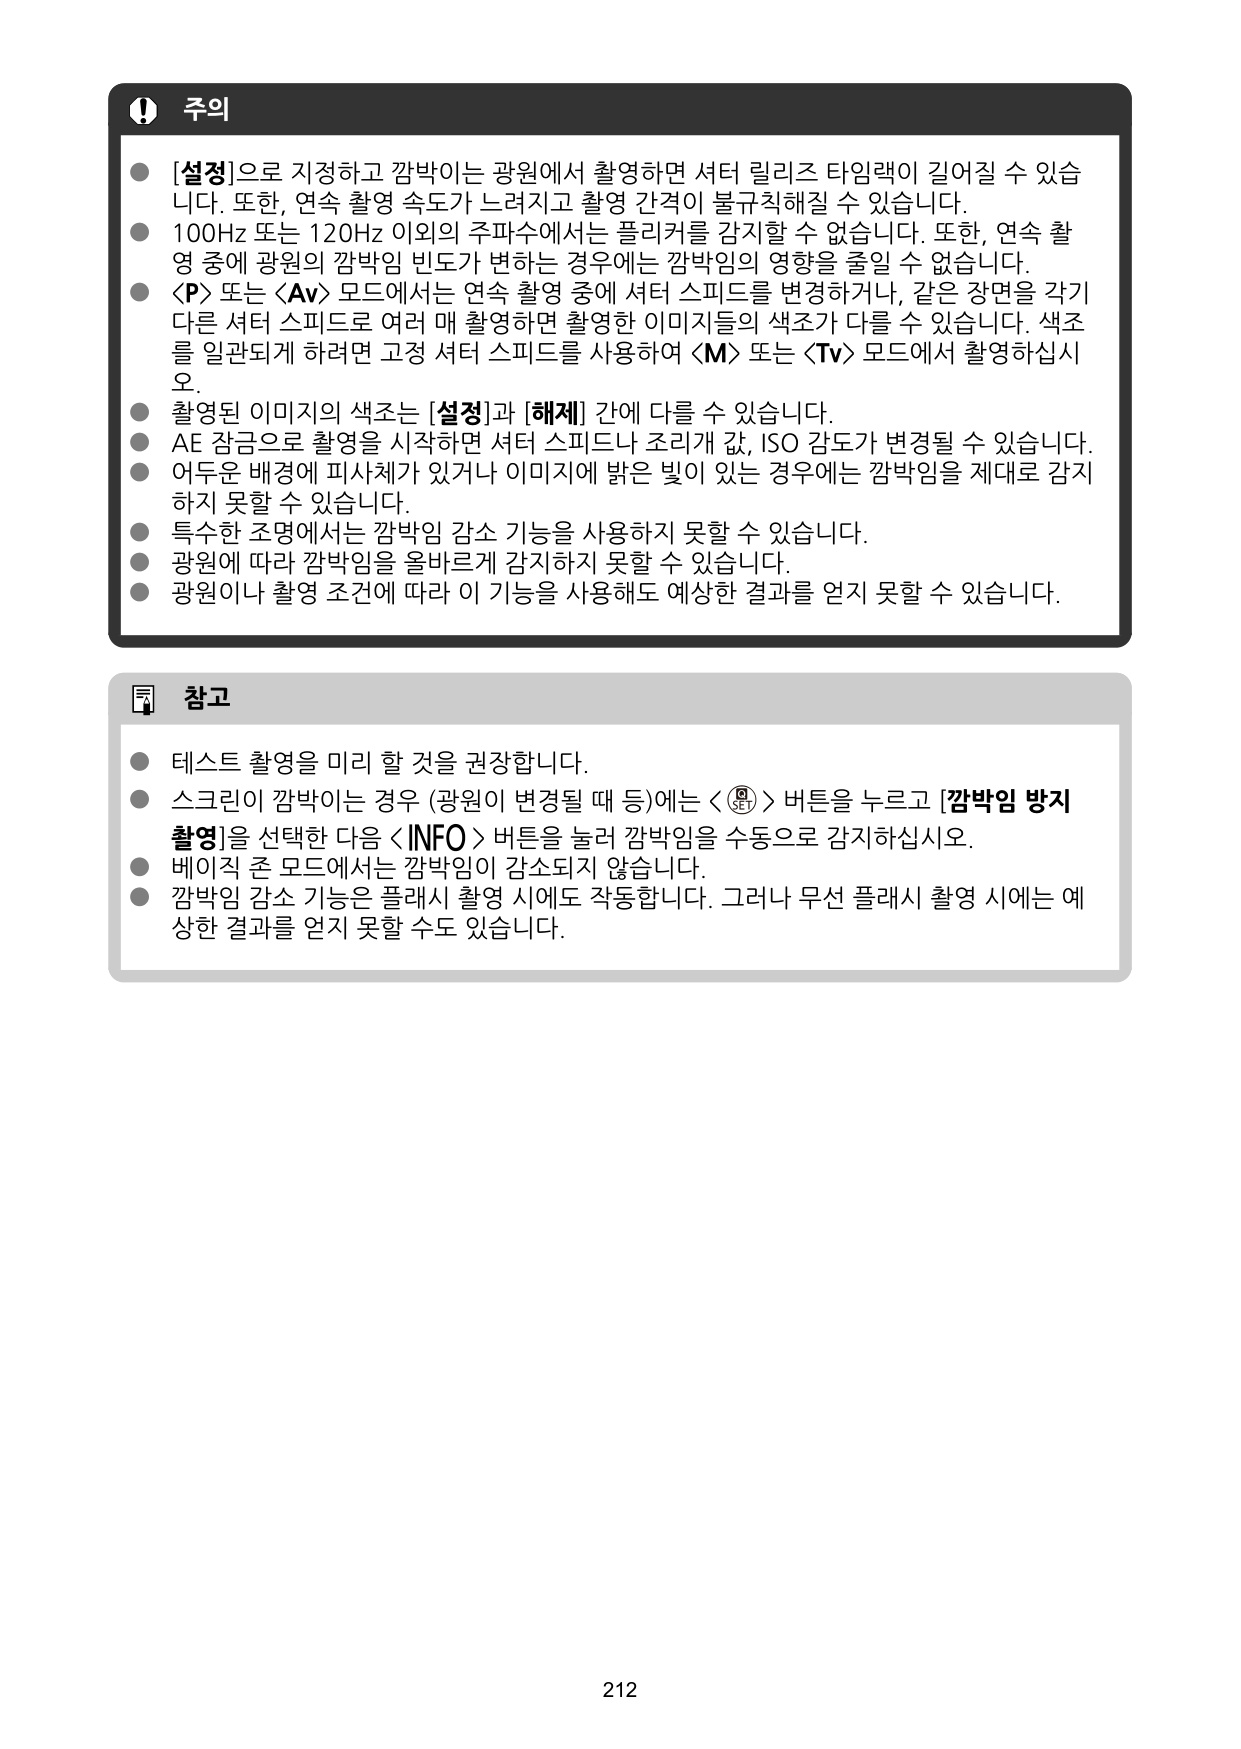 주의
● [설정]으로 지정하고 깜박이는 광원에서 촬영하면 셔터 릴리즈 타임랙이 길어질 수 있습
니다. 또한, 연속 촬영 속도가 느려지고 촬영 간격이 불규칙해질 수 있습니다.
● 100Hz 또는 120Hz 이외의 주파수에서는 플리커를 감지할 수 없습니다. 또한, 연속 촬
영 중에 광원의 깜박임 빈도가 변하는 경우에는 깜박임의 영향을 줄일 수 없습니다.
● <P> 또는 <Av> 모드에서는 연속 촬영 중에 셔터 스피드를 변경하거나, 같은 장면을 각기
다른 셔터 스피드로 여러 매 촬영하면 촬영한 이미지들의 색조가 다를 수 있습니다. 색조
를 일관되게 하려면 고정 셔터 스피드를 사용하여 <M> 또는 <Tv> 모드에서 촬영하십시
오.
● 촬영된 이미지의 색조는 [설정]과 [해제] 간에 다를 수 있습니다.
● AE 잠금으로 촬영을 시작하면 셔터 스피드나 조리개 값, ISO 감도가 변경될 수 있습니다.
● 어두운 배경에 피사체가 있거나 이미지에 밝은 빛이 있는 경우에는 깜박임을 제대로 감지
하지 못할 수 있습니다.
● 특수한 조명에서는 깜박임 감소 기능을 사용하지 못할 수 있습니다.
● 광원에 따라 깜박임을 올바르게 감지하지 못할 수 있습니다.
● 광원이나 촬영 조건에 따라 이 기능을 사용해도 예상한 결과를 얻지 못할 수 있습니다.
참고
● 테스트 촬영을 미리 할 것을 권장합니다.
● 스크린이 깜박이는 경우 (광원이 변경될 때 등)에는 < Q SET > 버튼을 누르고 [깜박임 방지
촬영]을 선택한 다음 < INFO > 버튼을 눌러 깜박임을 수동으로 감지하십시오.
● 베이직 존 모드에서는 깜박임이 감소되지 않습니다.
● 깜박임 감소 기능은 플래시 촬영 시에도 작동합니다. 그러나 무선 플래시 촬영 시에는 예
상한 결과를 얻지 못할 수도 있습니다.
212